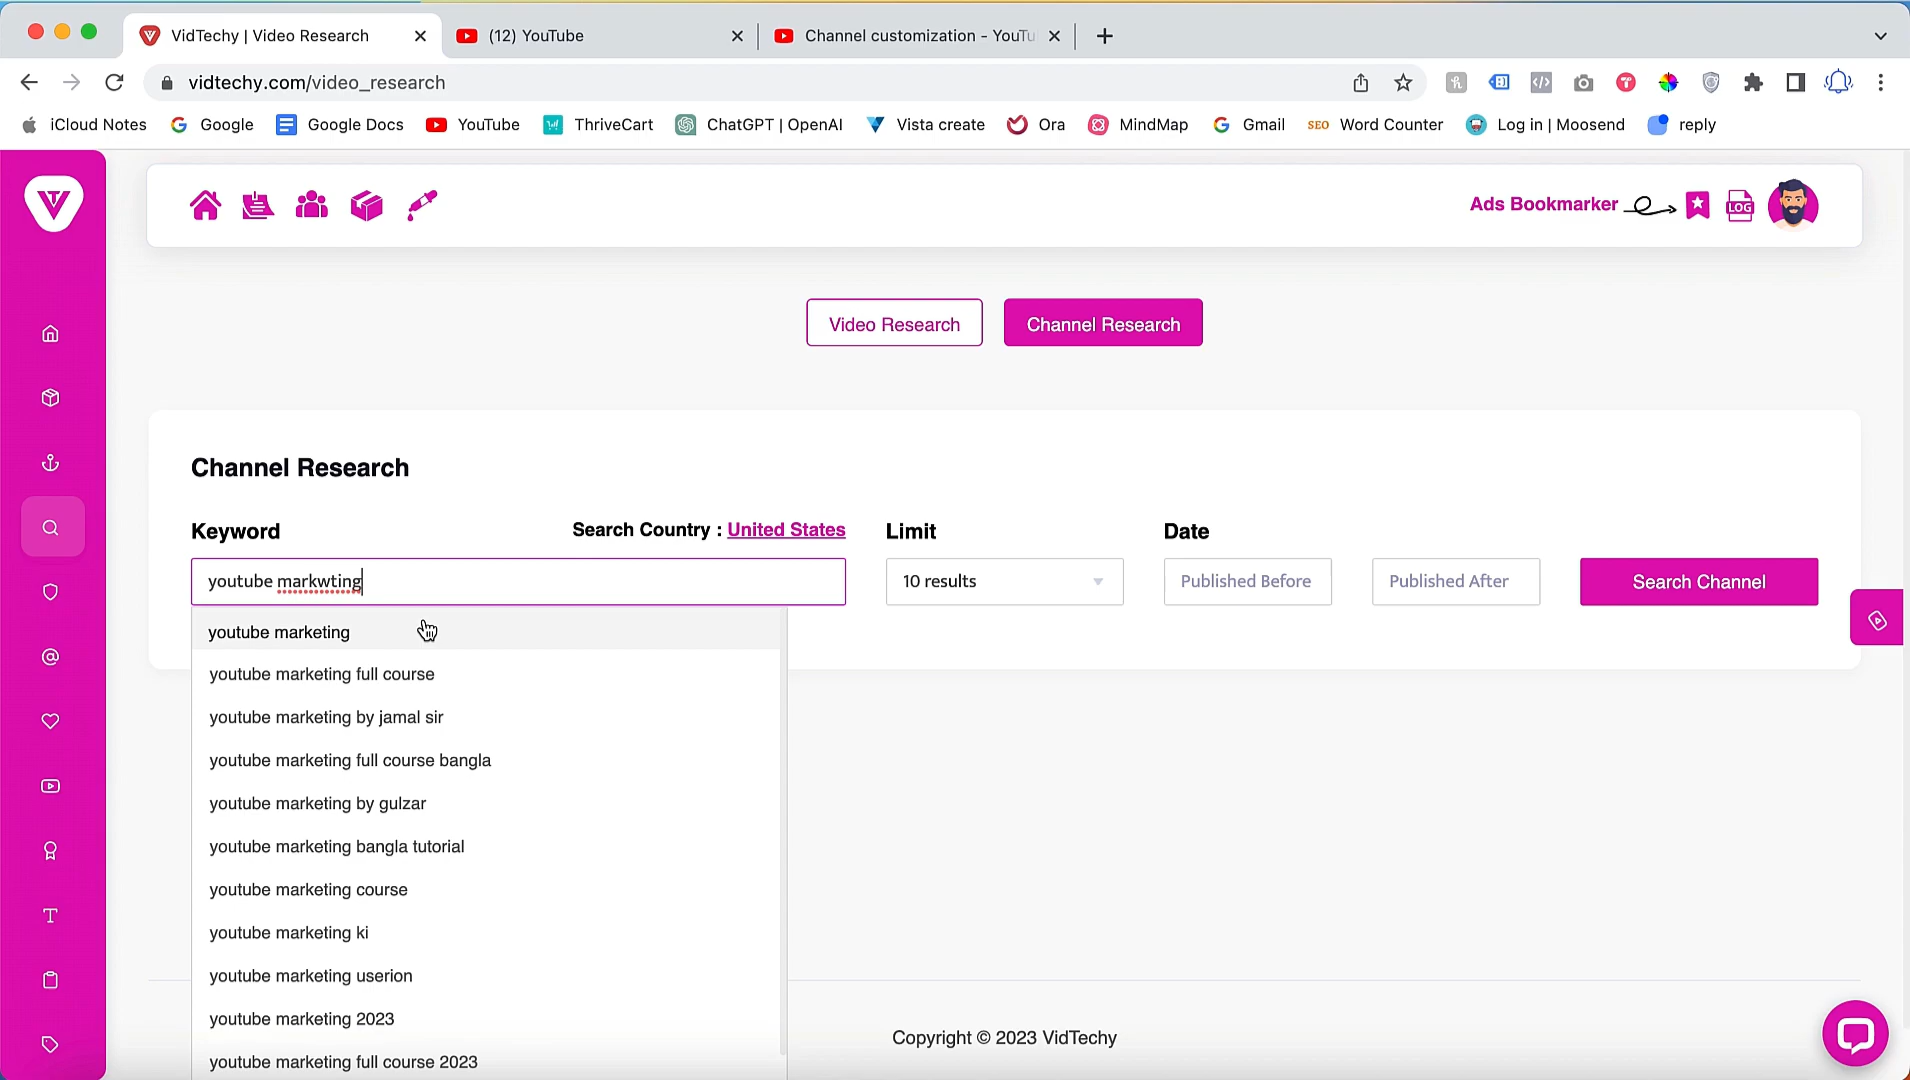 VidTechy | Video Research
(12) YouTube
Channel customization - YouTu
vidtechy.com/video_research
iCloud Notes Google Google Docs YouTube ThriveCart ChatGPT | OpenAI Vista create Ora MindMap Gmail SEO Word Counter Log in | Moosend reply
Ads Bookmarker LOG
Video Research Channel Research
Channel Research
Keyword Search Country : United States Limit Date
youtube markwting 10 results Published Before Published After Search Channel
youtube marketing
youtube marketing full course
youtube marketing by jamal sir
youtube marketing full course bangla
youtube marketing by gulzar
youtube marketing bangla tutorial
youtube marketing course
youtube marketing ki
youtube marketing userion
youtube marketing 2023
youtube marketing full course 2023
Copyright © 2023 VidTechy